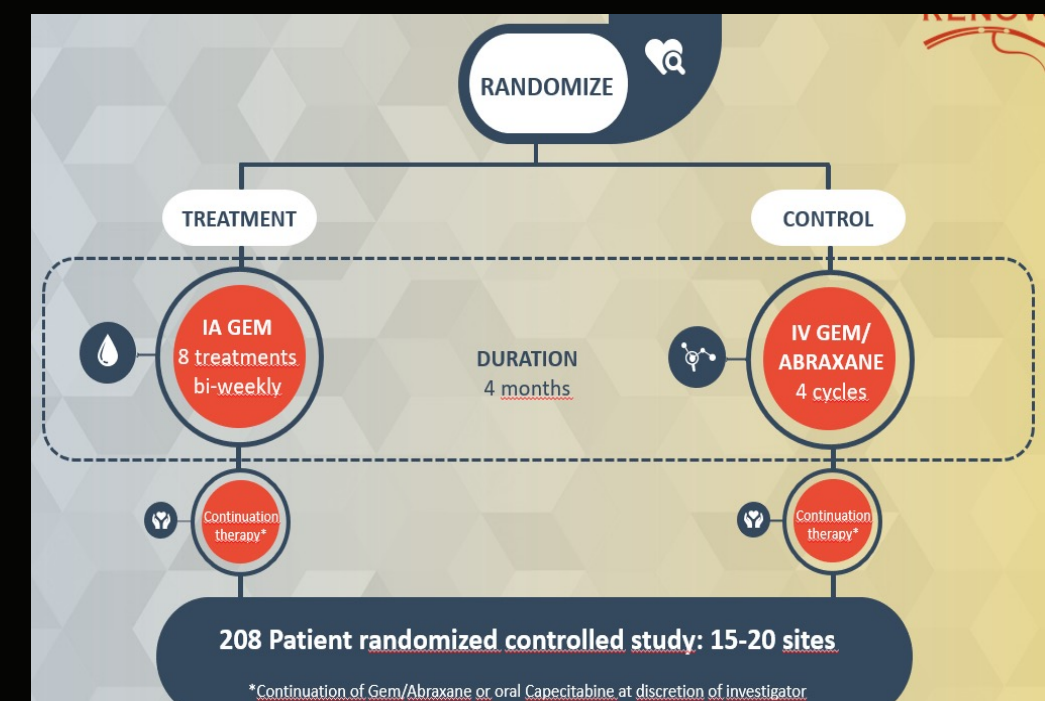 RANDOMIZE
TREATMENT
CONTROL
IA GEM
8 treatments
bi-weekly
DURATION
4 months
IV GEM/
ABRAXANE
4 cycles
Continuation
therapy*
Continuation
therapy*
208 Patient randomized controlled study: 15-20 sites
*Continuation of Gem/Abraxane or oral Capecitabine at discretion of investigator